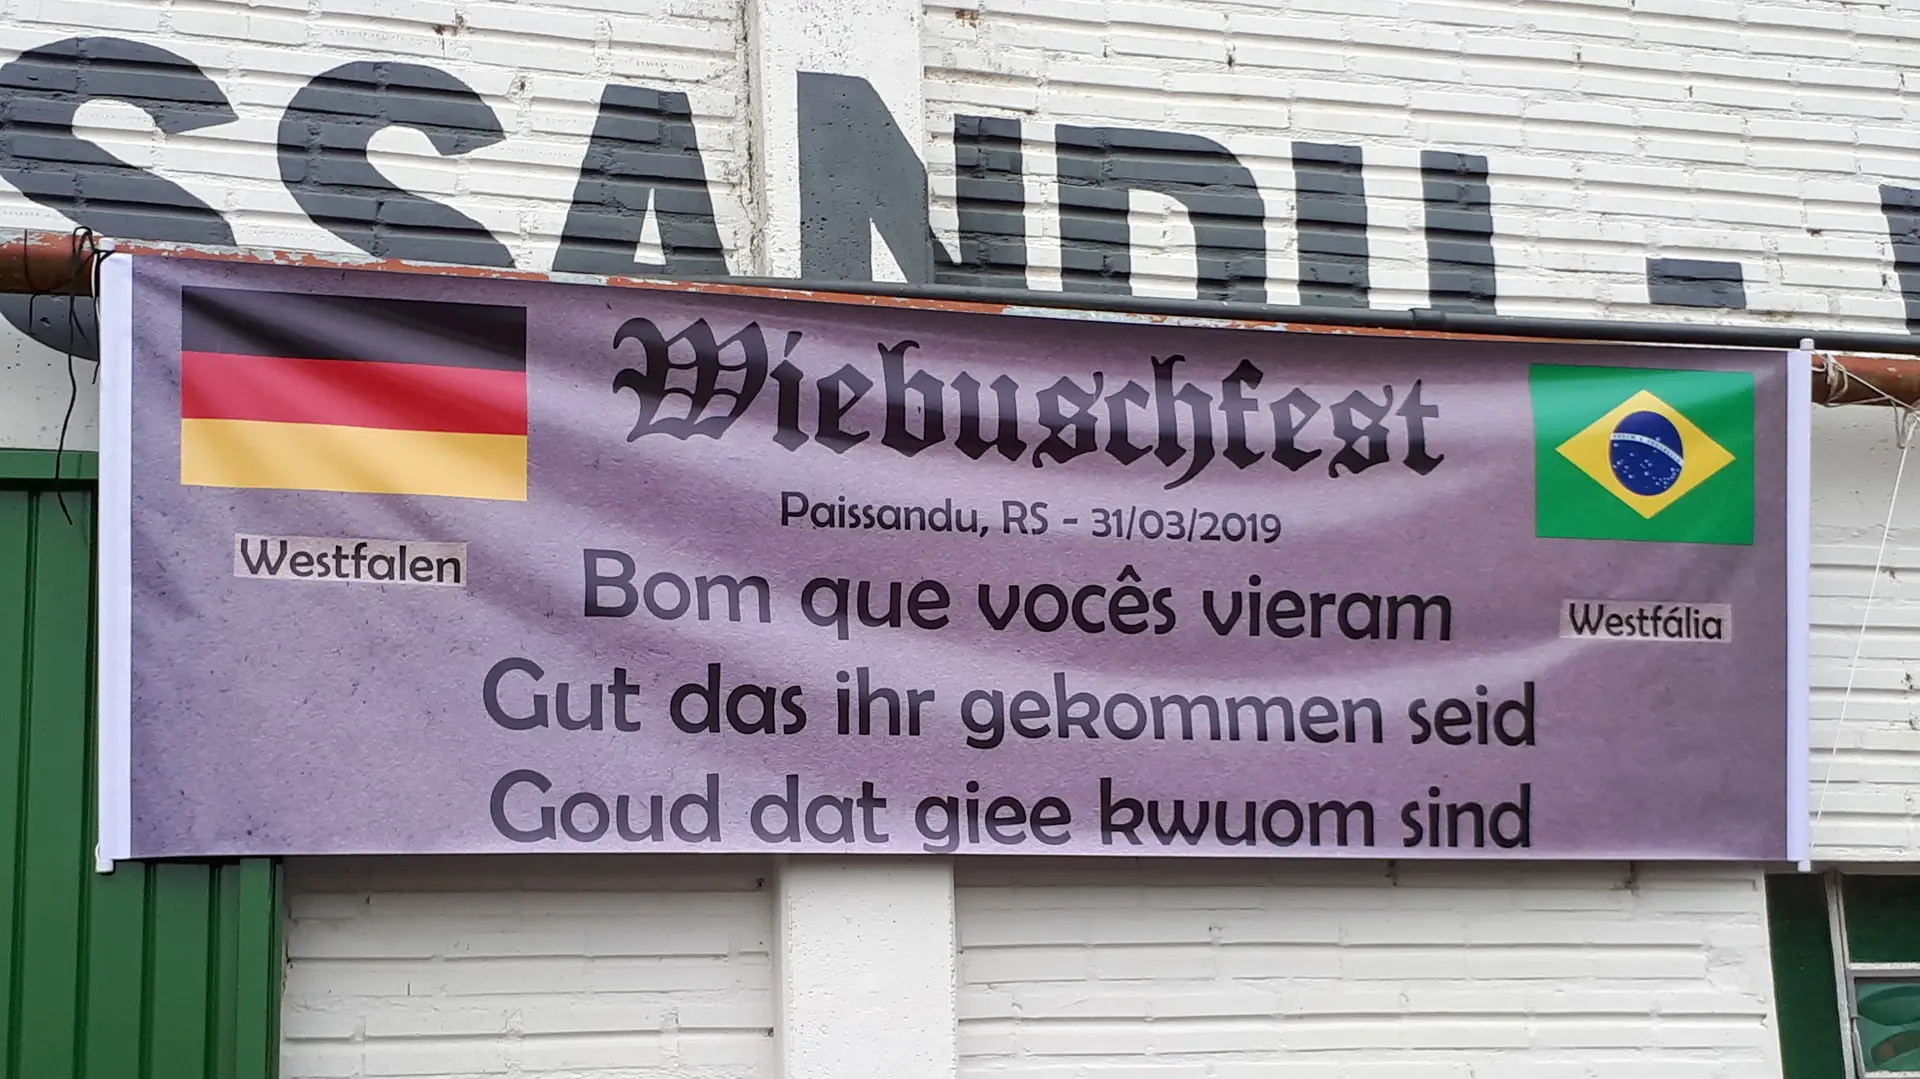 SSANDU -
Wiebuschfest
Paissandu, RS - 31/03/2019
Westfalen
Bom que vocês vieram
Westfália
Gut das ihr gekommen seid
Goud dat giee kwuom sind